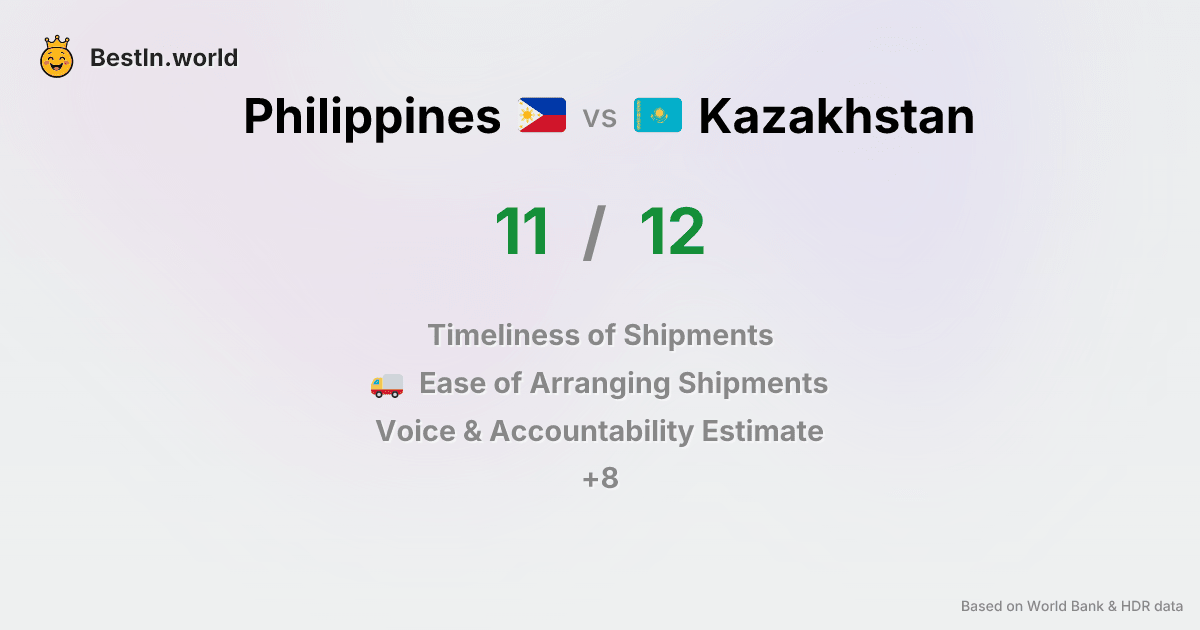 BestIn.world
Philippines vs Kazakhstan
11 / 12
Timeliness of Shipments
Ease of Arranging Shipments
Voice & Accountability Estimate
+8
Based on World Bank & HDR data